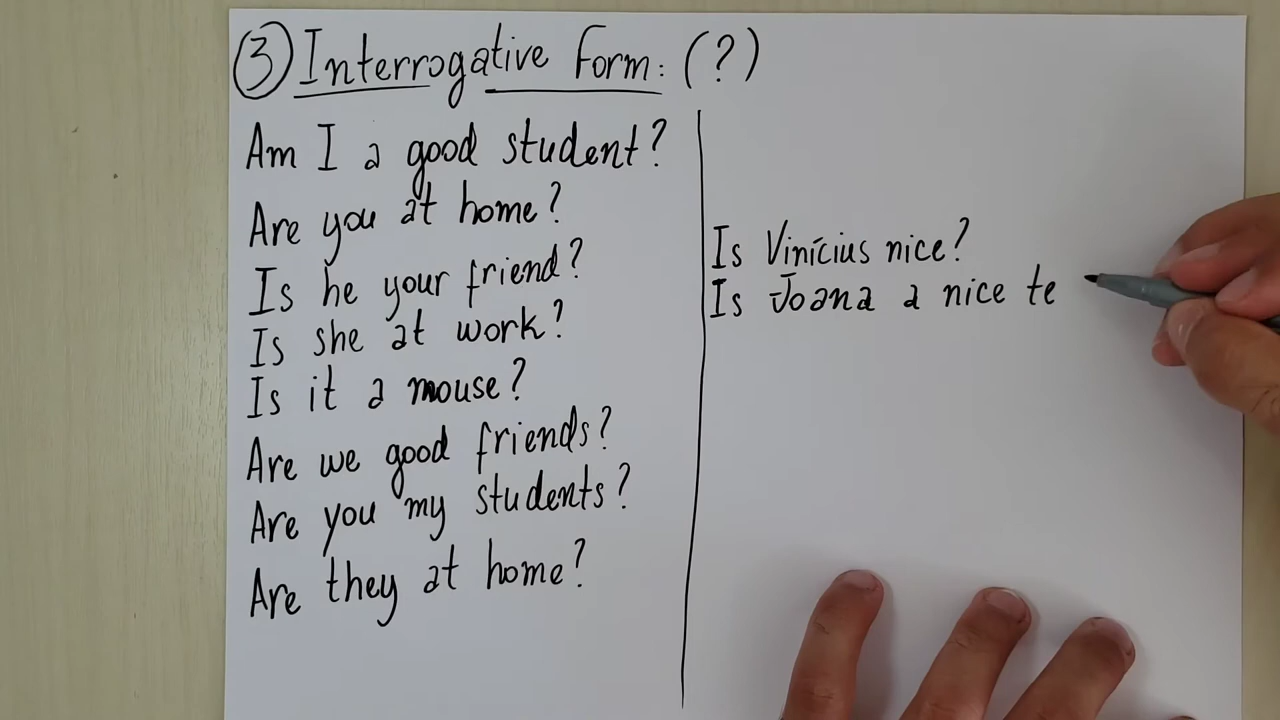 3 Interrogative Form: (?)
Am I a good student?
Are you at home?
Is he your friend?
Is she at work?
Is it a mouse?
Are we good friends?
Are you my students?
Are they at home?
Is Vinícius nice?
Is Joana a nice te